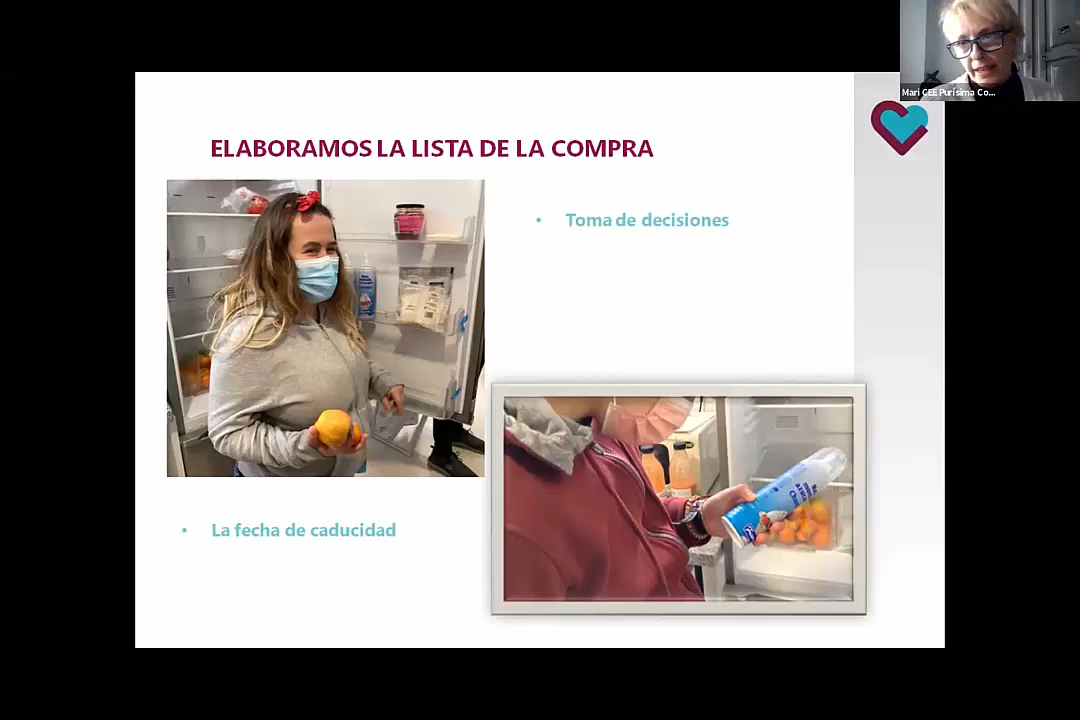 Mari CEE Purísima Co...
ELABORAMOS LA LISTA DE LA COMPRA
• Toma de decisiones
• La fecha de caducidad